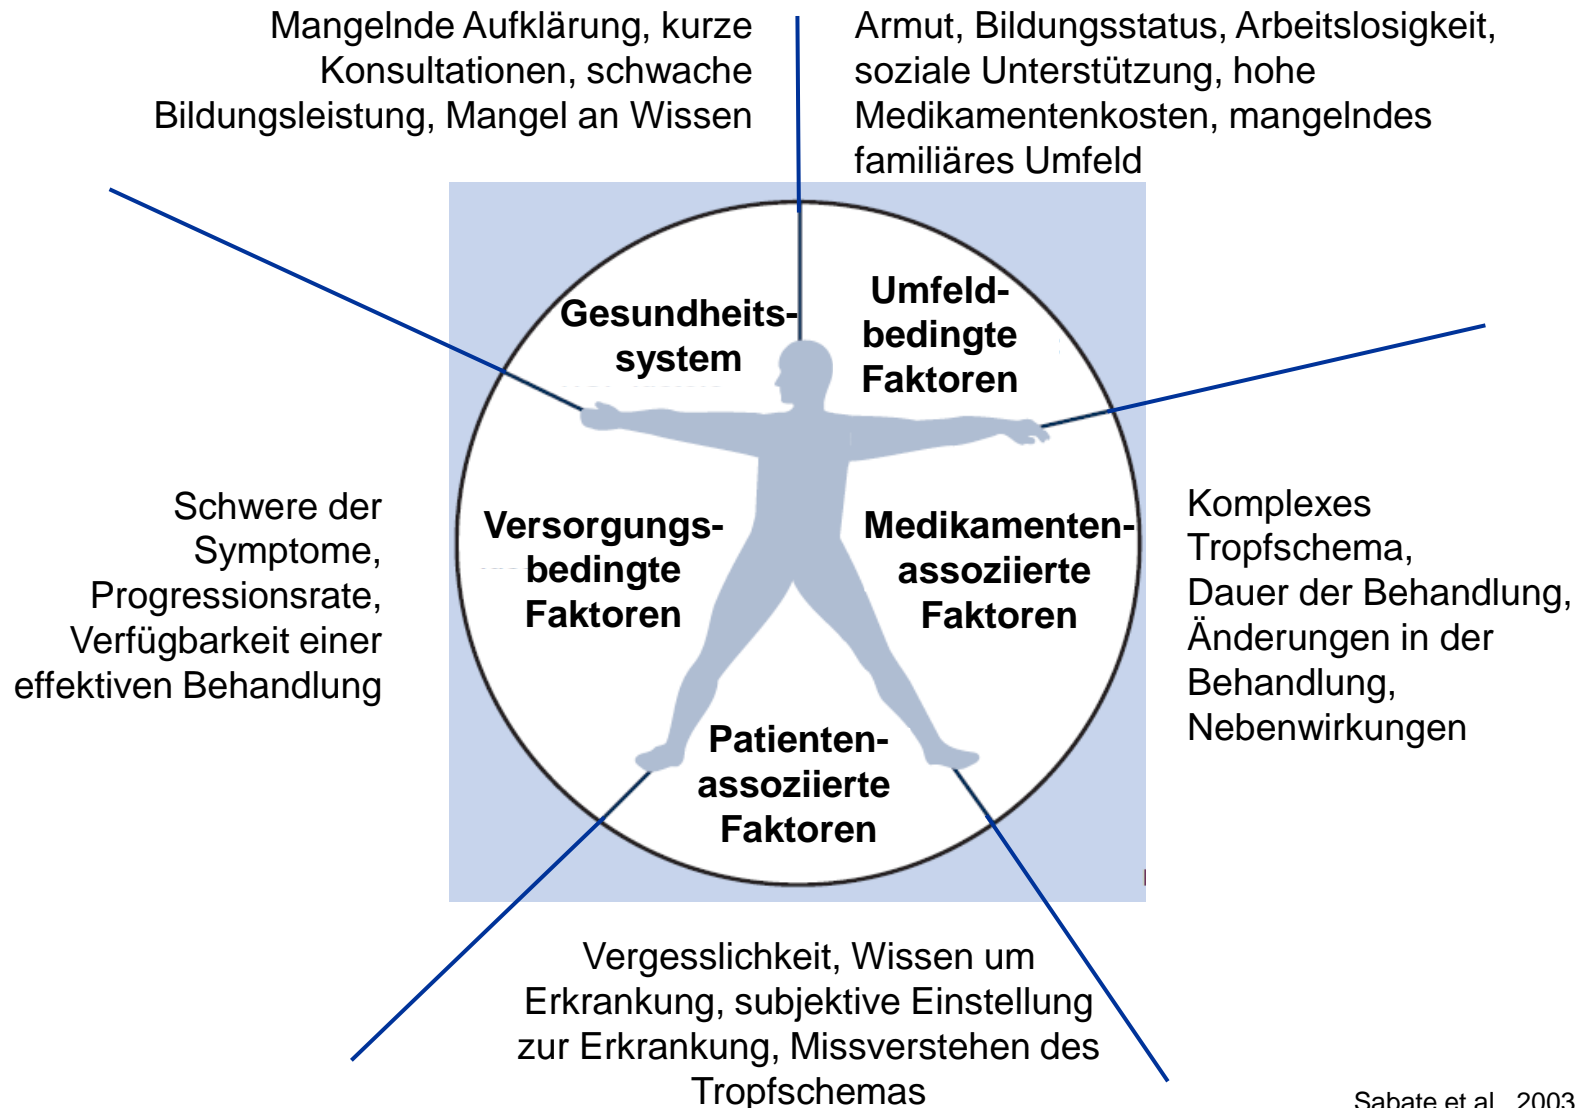 Mangelnde Aufklärung, kurze
Konsultationen, schwache
Bildungsleistung, Mangel an Wissen
Armut, Bildungsstatus, Arbeitslosigkeit,
soziale Unterstützung, hohe
Medikamentenkosten, mangelndes
familiäres Umfeld
Gesundheits-
system
Umfeld-
bedingte
Faktoren
Schwere der
Symptome,
Progressionsrate,
Verfügbarkeit einer
effektiven Behandlung
Versorgungs-
bedingte
Faktoren
Medikamenten-
assoziierte
Faktoren
Komplexes
Tropfschema,
Dauer der Behandlung,
Änderungen in der
Behandlung,
Nebenwirkungen
Patienten-
assoziierte
Faktoren
Vergesslichkeit, Wissen um
Erkrankung, subjektive Einstellung
zur Erkrankung, Missverstehen des
Tropfschemas
Sabate et al., 2003